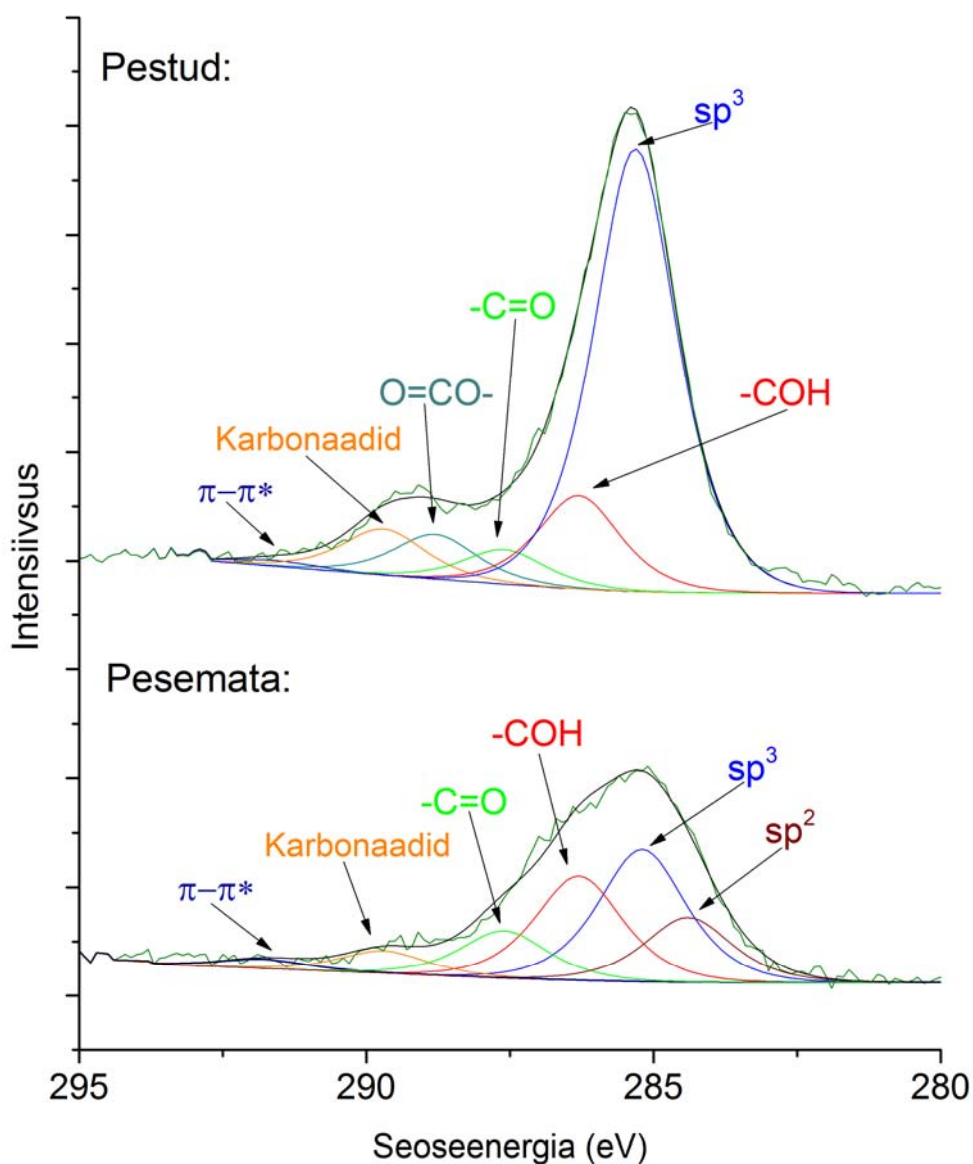 Pestud:
sp³
-C=O
O=CO-
-COH
Karbonaadid
π–π*
Intensiivsus
Pesemata:
-COH
sp³
-C=O
sp²
Karbonaadid
π–π*
295
290
285
280
Seoseenergia (eV)